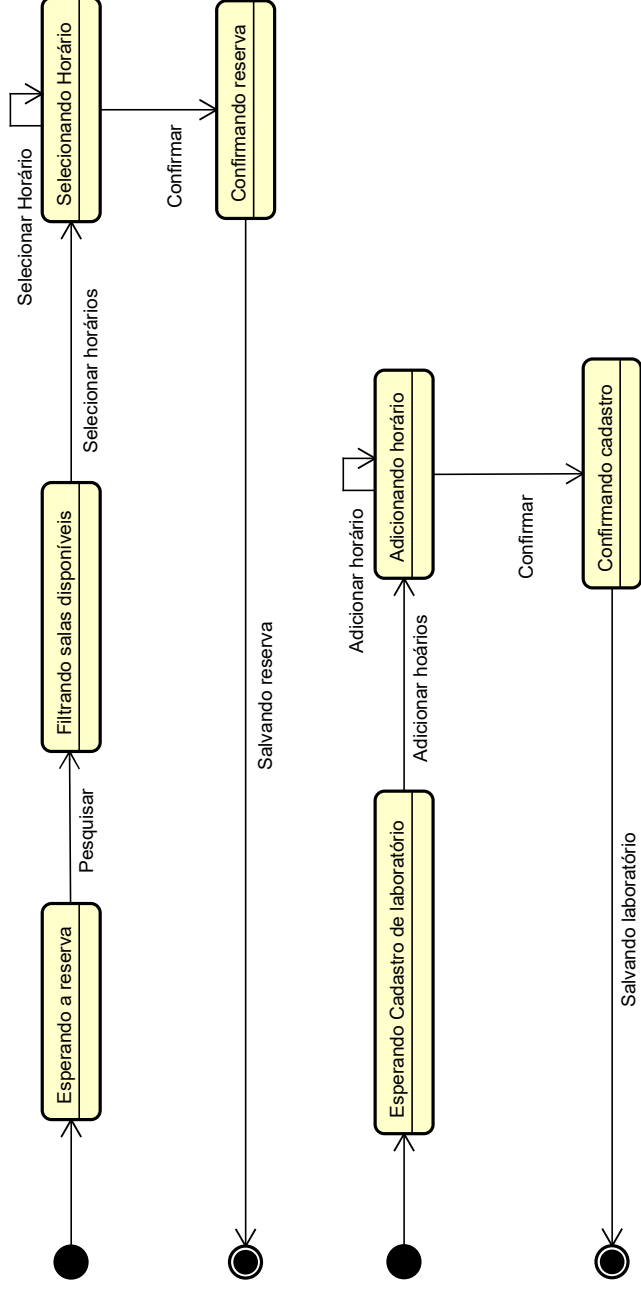 Esperando a reserva
Pesquisar
Filtrando salas disponíveis
Selecionar horários
Selecionar Horário
Selecionando Horário
Confirmar
Confirmando reserva
Salvando reserva
Esperando Cadastro de laboratório
Adicionar hoários
Adicionar horário
Adicionando horário
Confirmar
Confirmando cadastro
Salvando laboratório